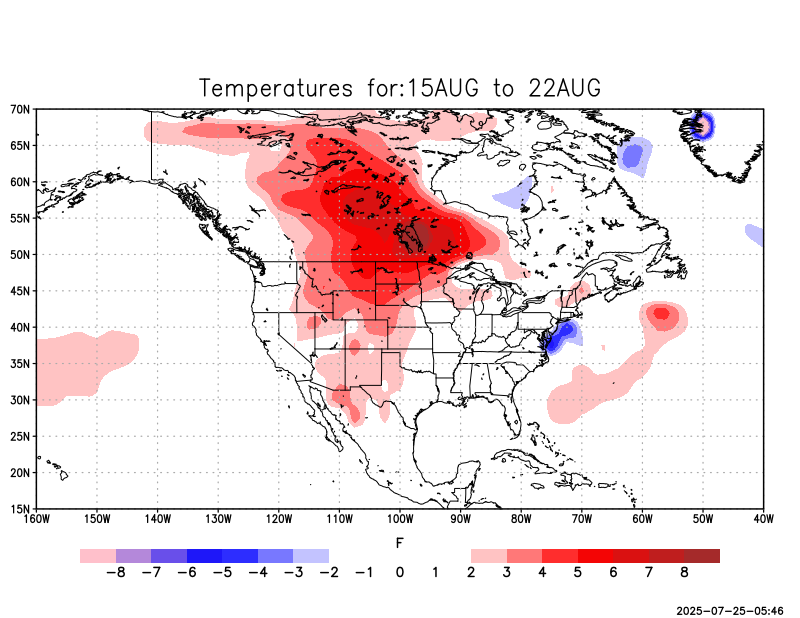 Temperatures for:15AUG to 22AUG
70N
65N
60N
55N
50N
45N
40N
35N
30N
25N
20N
15N
160W 150W 140W 130W 120W 110W 100W 90W 80W 70W 60W 50W 40W
F
−8 −7 −6 −5 −4 −3 −2 −1 0 1 2 3 4 5 6 7 8
2025-07-25-05:46